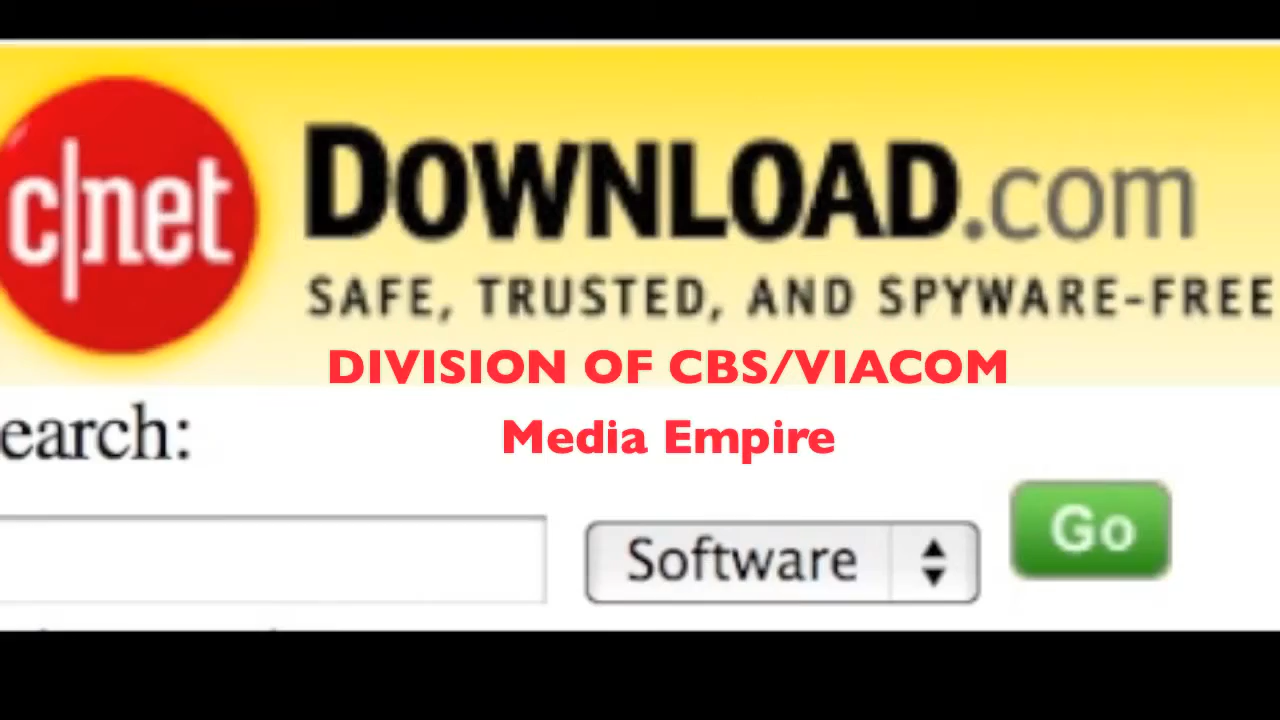 c|net
DOWNLOAD.com
SAFE, TRUSTED, AND SPYWARE-FREE
DIVISION OF CBS/VIACOM
Media Empire
earch:
Software
Go